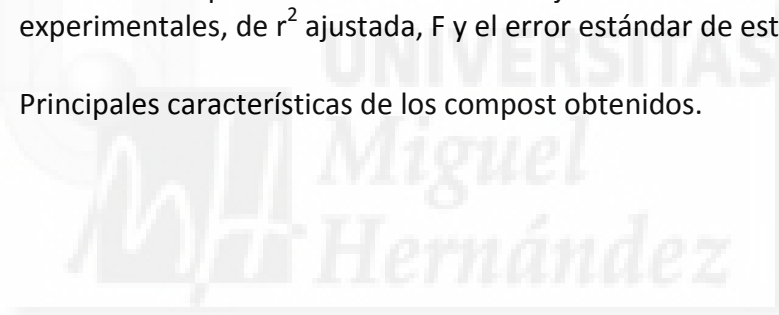 experimentales, de r² ajustada, F y el error estándar de est
Principales características de los compost obtenidos.
UNIVERSITAS
Miguel
Hernández